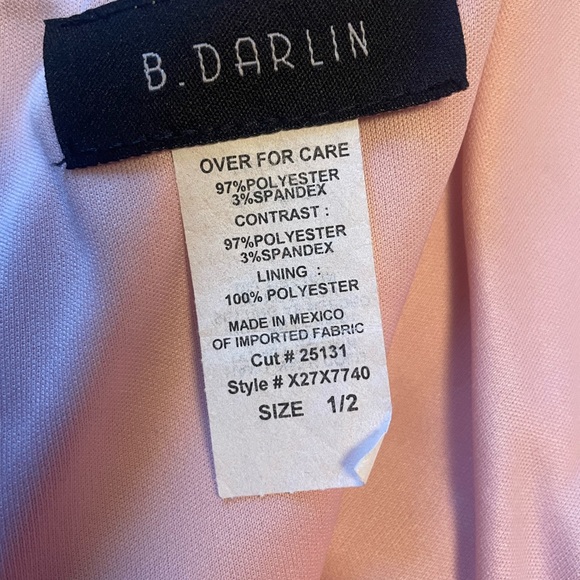 B.DARLIN
OVER FOR CARE
97%POLYESTER
3%SPANDEX
CONTRAST :
97%POLYESTER
3%SPANDEX
LINING :
100% POLYESTER
MADE IN MEXICO
OF IMPORTED FABRIC
Cut # 25131
Style # X27X7740
SIZE 1/2